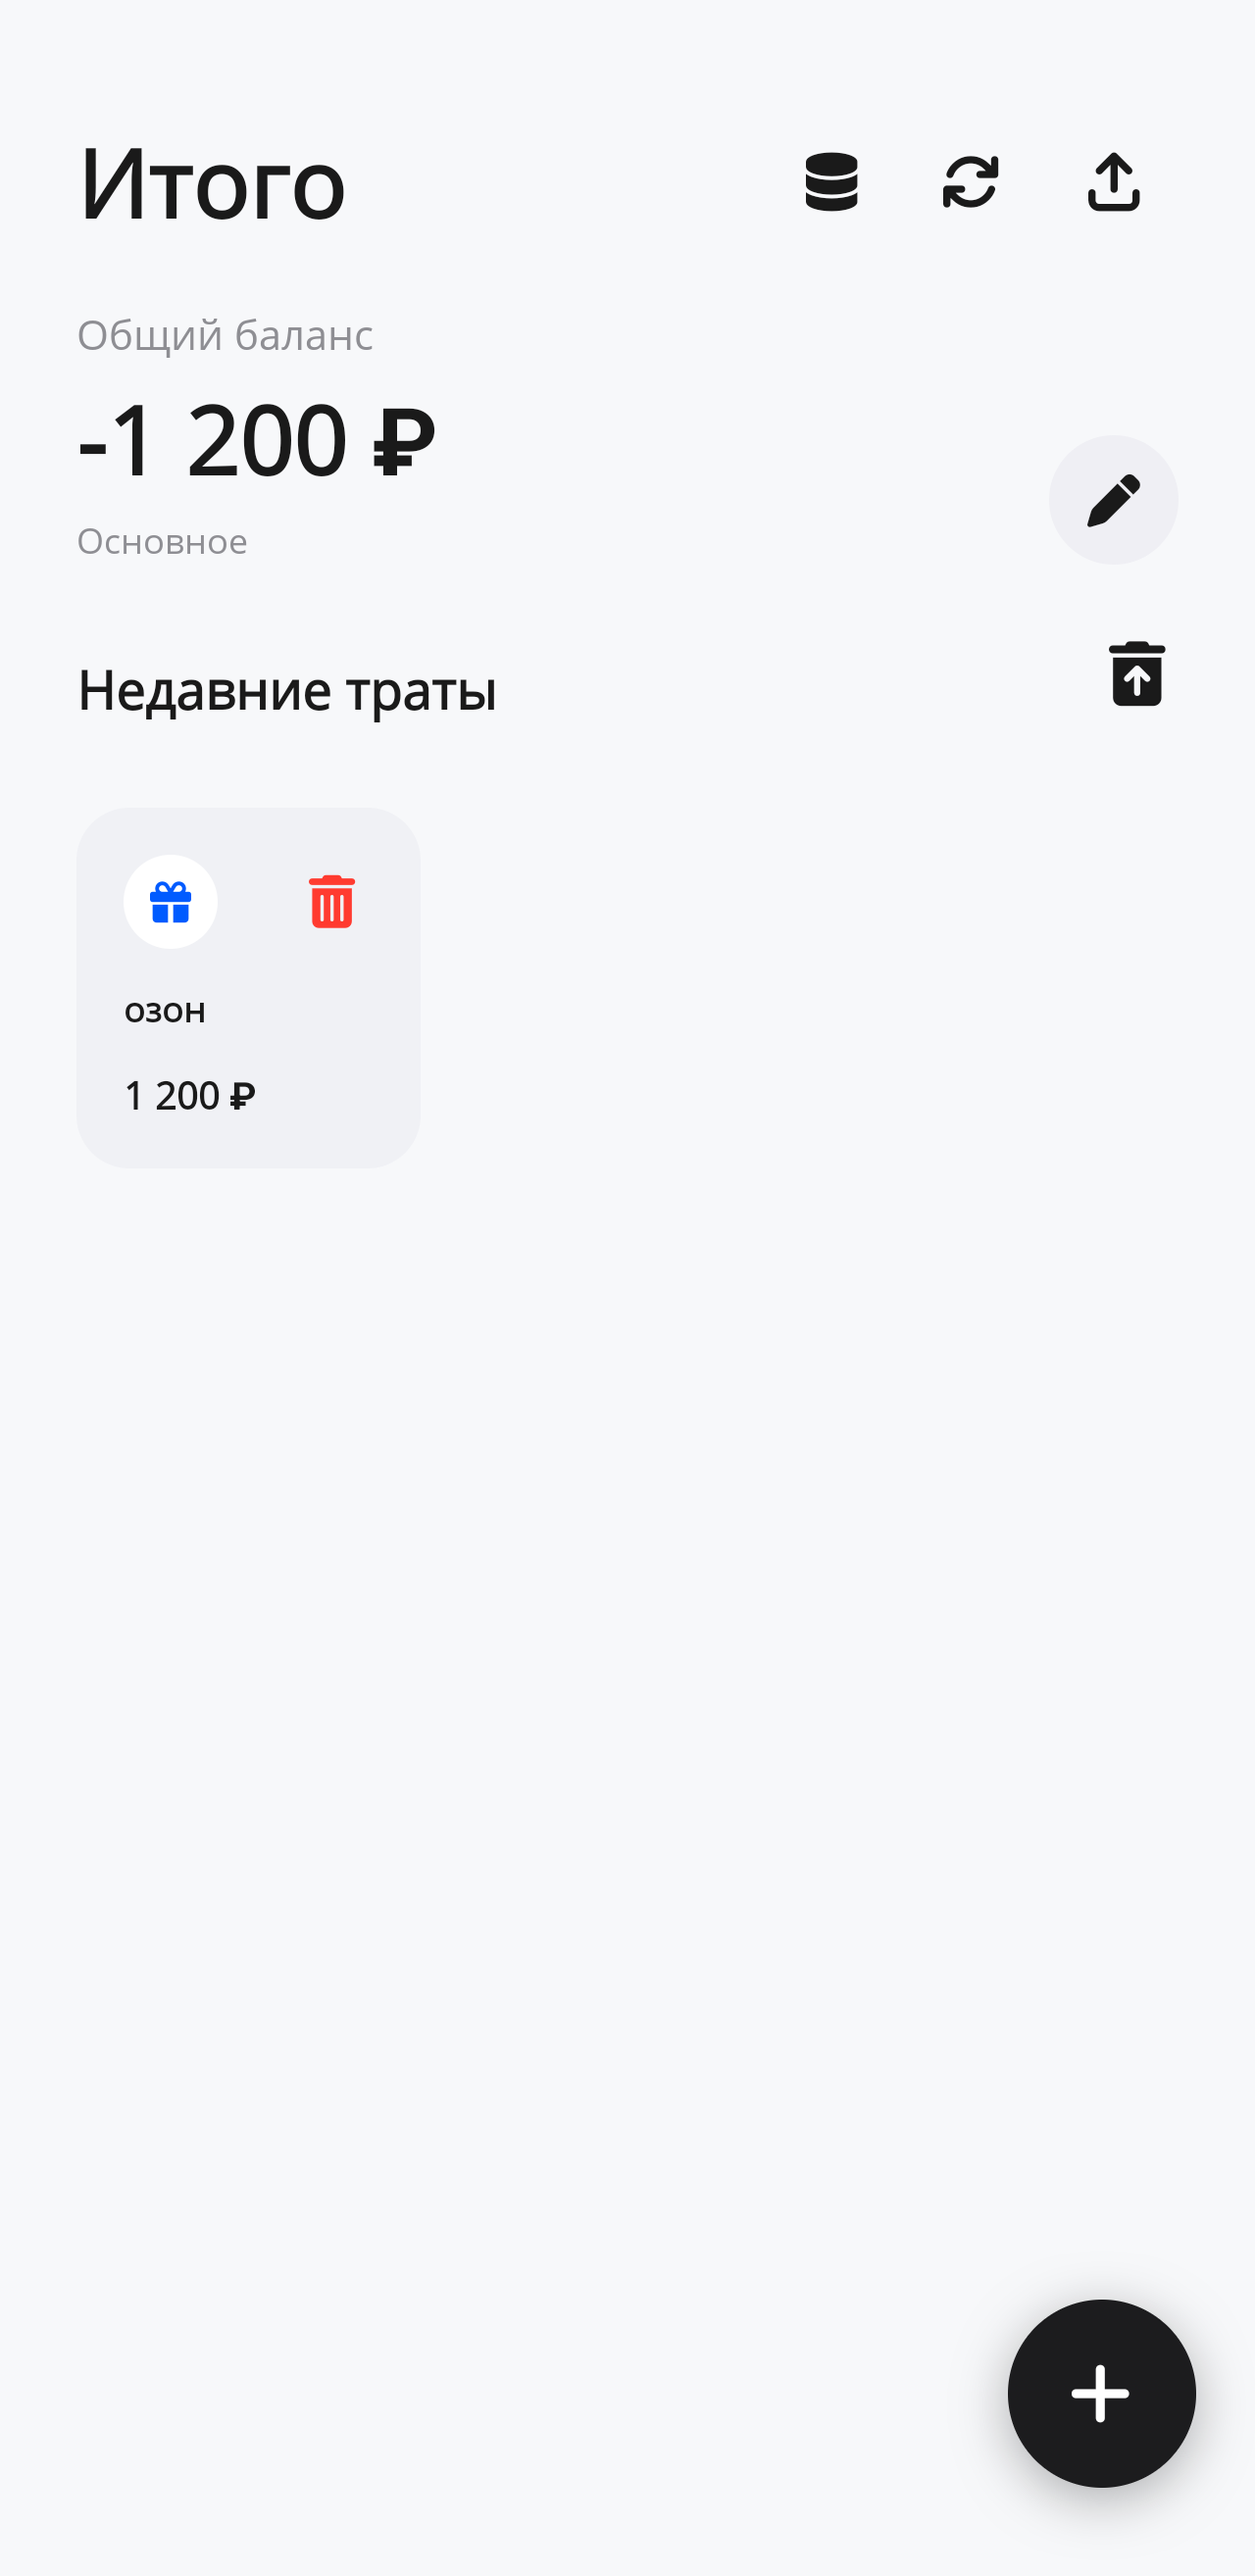 Итого
Общий баланс
-1 200 ₽
Основное
Недавние траты
озон
1 200 ₽